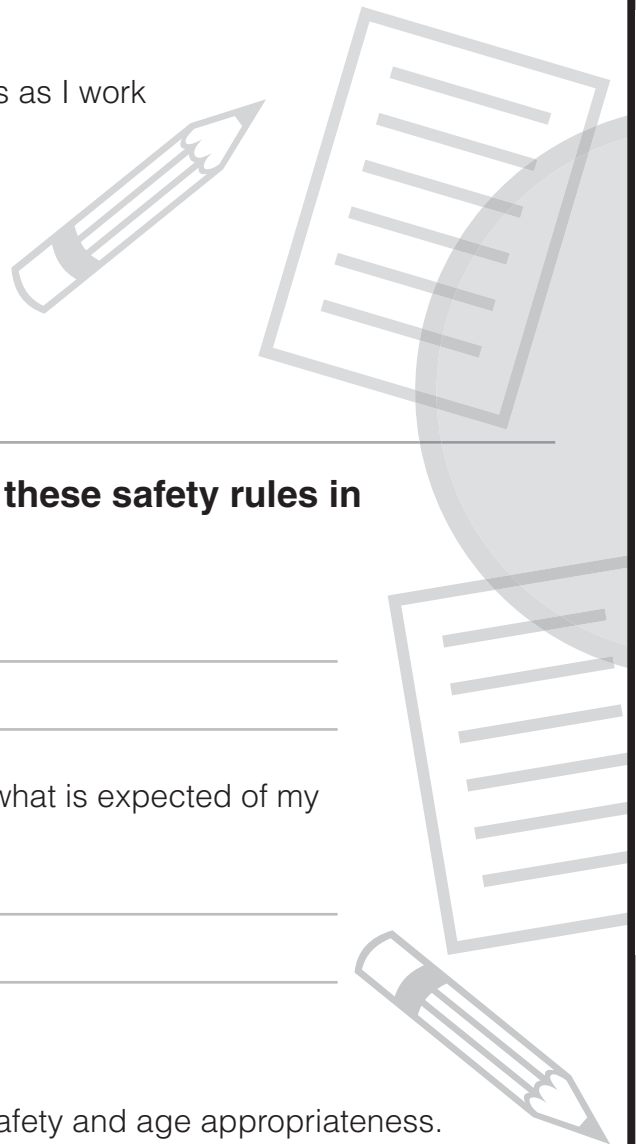 s as I work
these safety rules in
what is expected of my
afety and age appropriateness.